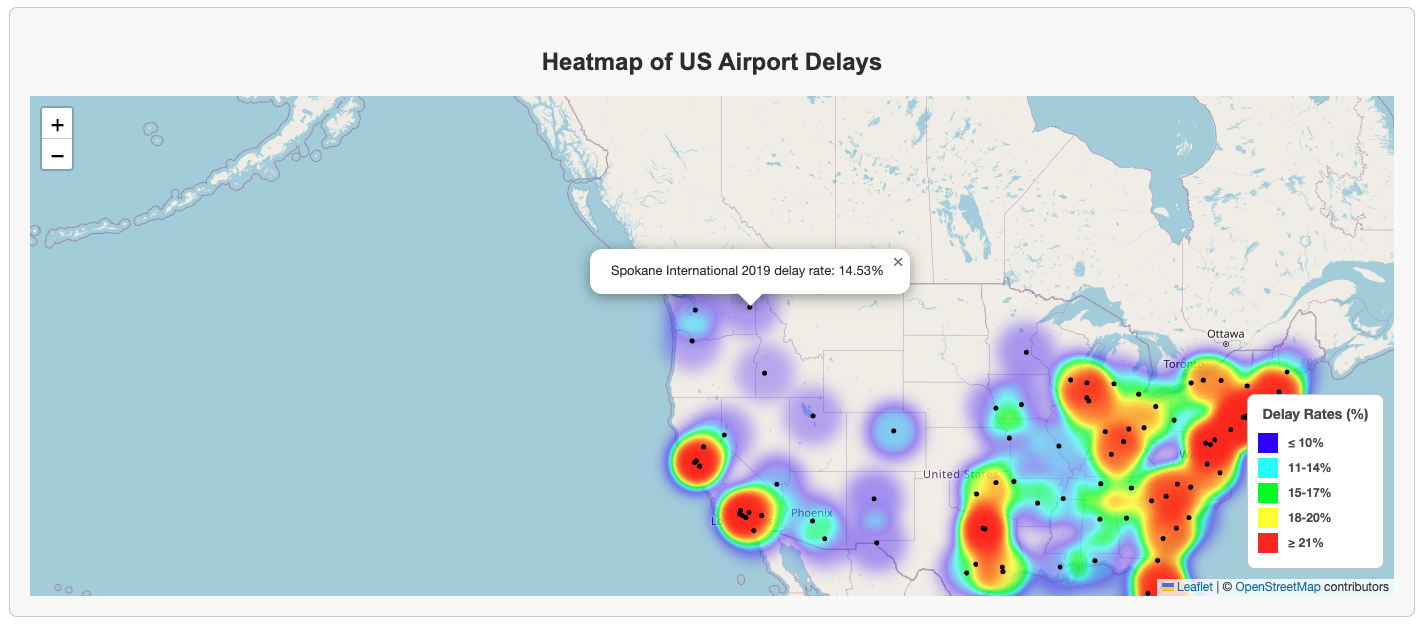 Heatmap of US Airport Delays
+
−
Spokane International 2019 delay rate: 14.53%
×
Ottawa
Toronto
United States
Phoenix
Delay Rates (%)
≤ 10%
11-14%
15-17%
18-20%
≥ 21%
Leaflet | © OpenStreetMap contributors